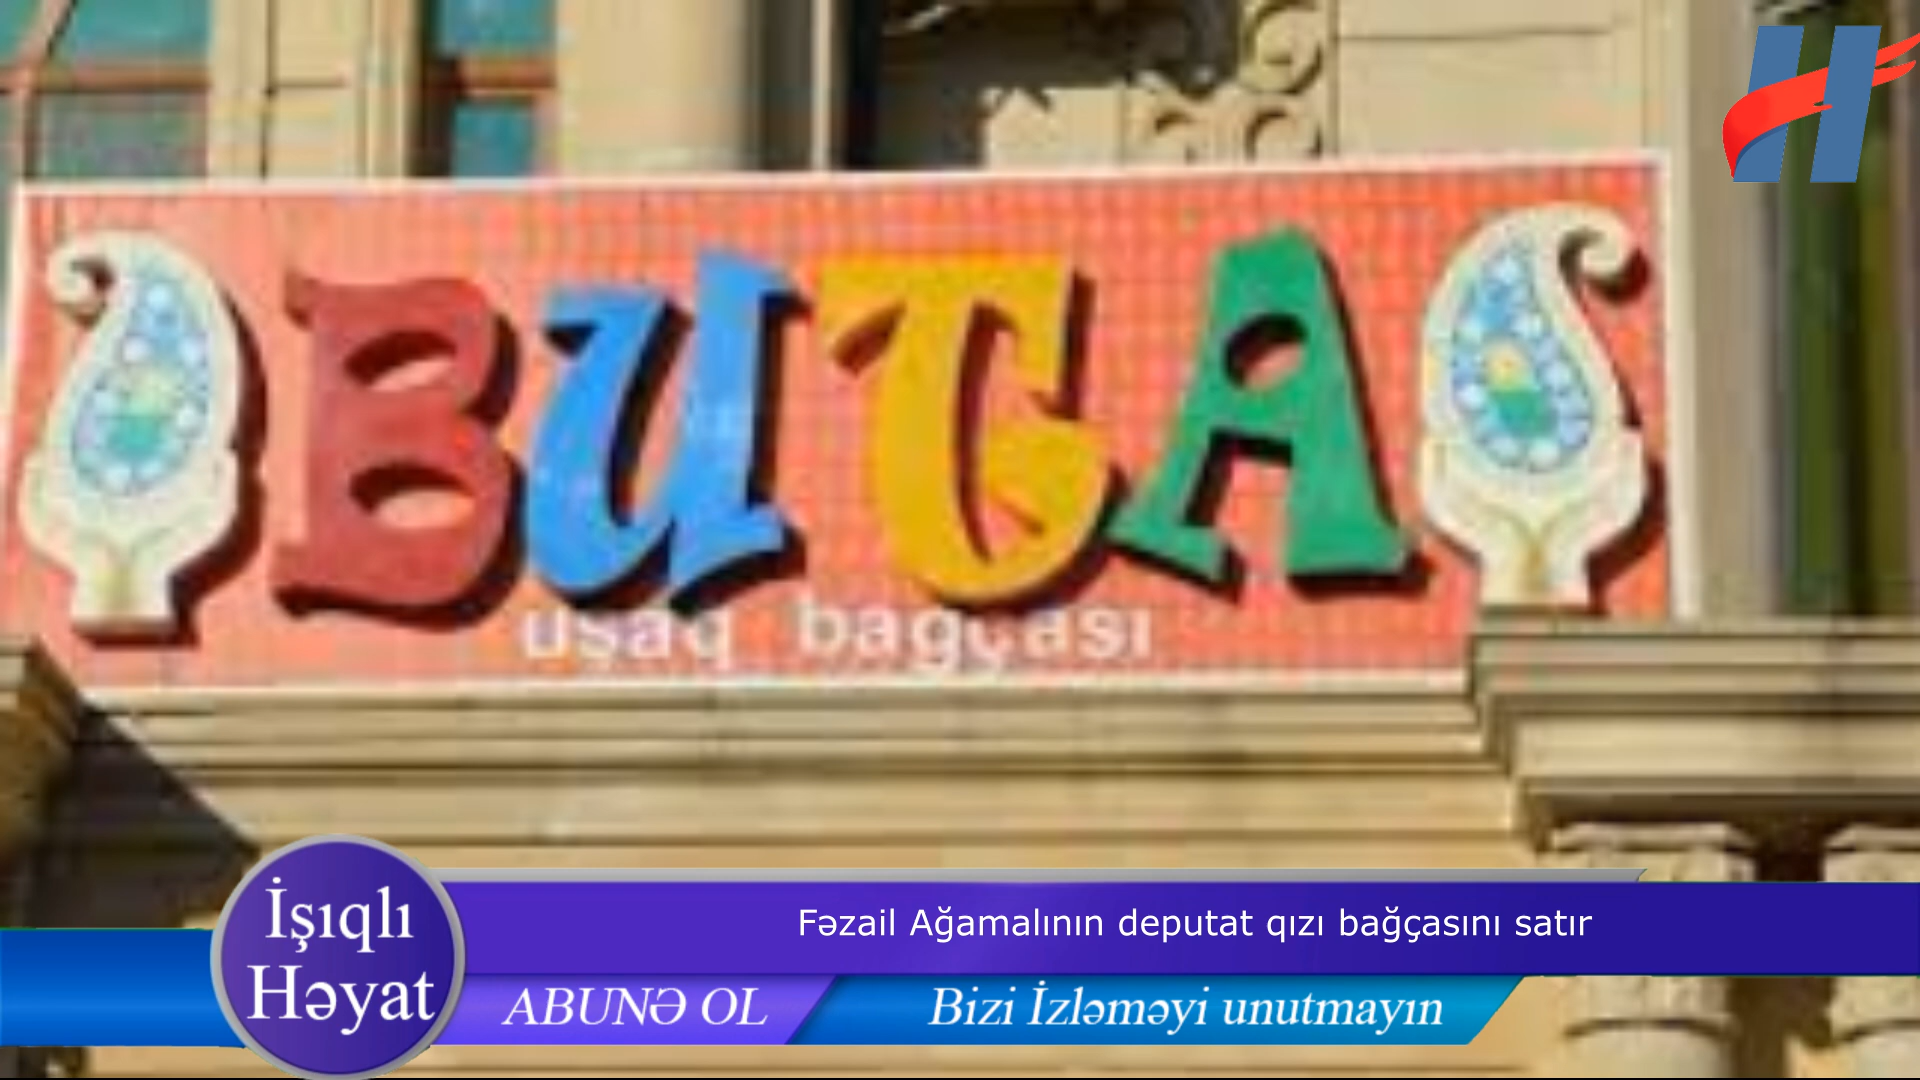 BUTA
uşaq bağçası
İşıqlı
Həyat
Fəzail Ağamalının deputat qızı bağçasını satır
ABUNƏ OL
Bizi İzləməyi unutmayın